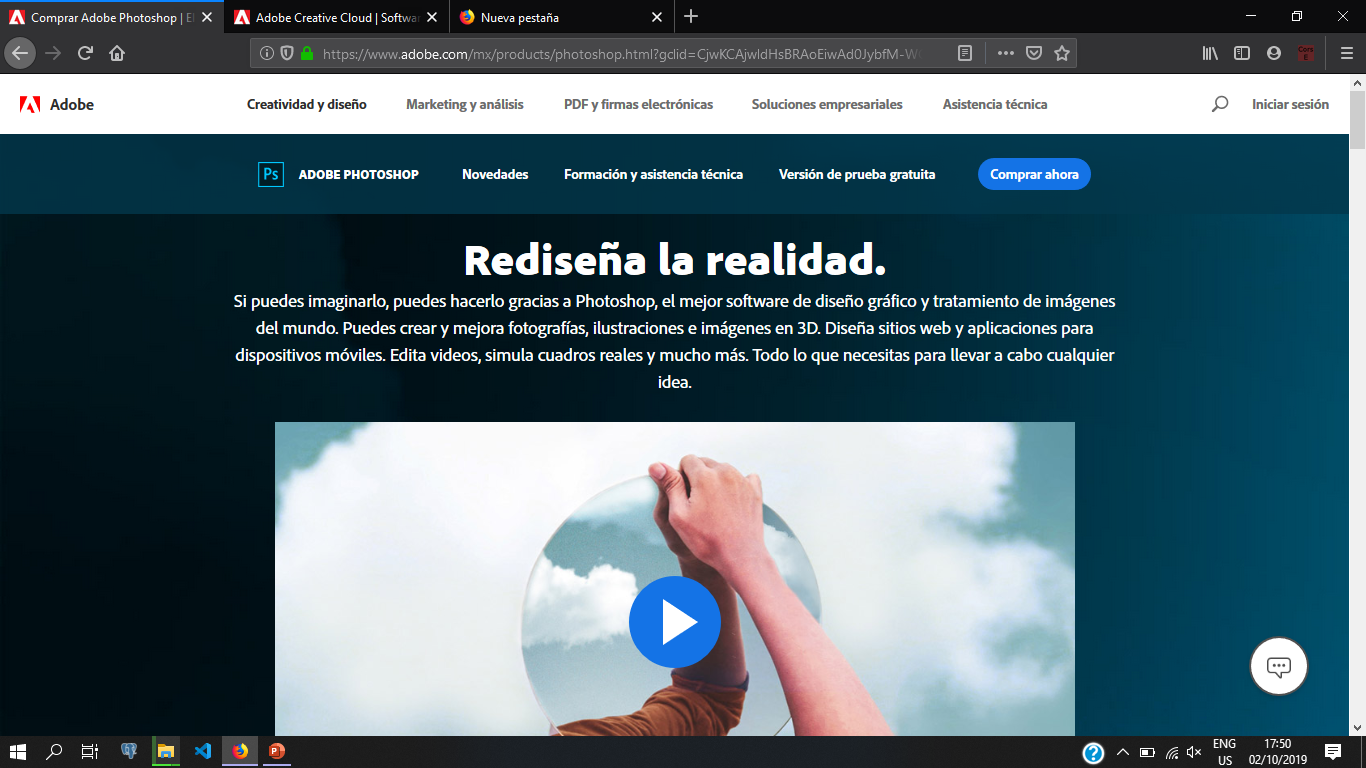 Comprar Adobe Photoshop | El
Adobe Creative Cloud | Softwar
Nueva pestaña
https://www.adobe.com/mx/products/photoshop.html?gclid=CjwKCAjwldHsBRAoEiwAd0JybfM-W
Adobe
Creatividad y diseño
Marketing y análisis
PDF y firmas electrónicas
Soluciones empresariales
Asistencia técnica
Iniciar sesión
Ps
ADOBE PHOTOSHOP
Novedades
Formación y asistencia técnica
Versión de prueba gratuita
Comprar ahora
Rediseña la realidad.
Si puedes imaginarlo, puedes hacerlo gracias a Photoshop, el mejor software de diseño gráfico y tratamiento de imágenes
del mundo. Puedes crear y mejora fotografías, ilustraciones e imágenes en 3D. Diseña sitios web y aplicaciones para
dispositivos móviles. Edita videos, simula cuadros reales y mucho más. Todo lo que necesitas para llevar a cabo cualquier
idea.
ENG
US
17:50
02/10/2019